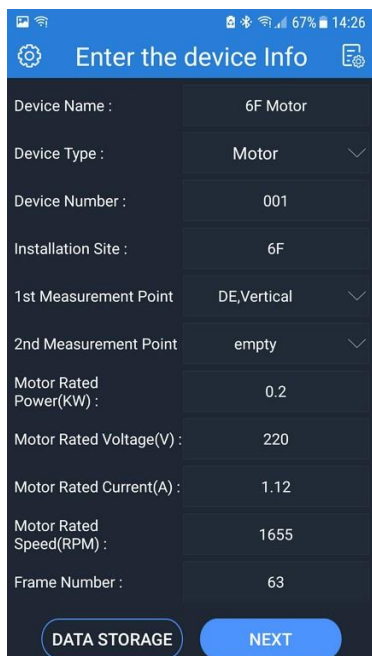 67% 14:26
Enter the device Info
Device Name : 6F Motor
Device Type : Motor
Device Number : 001
Installation Site : 6F
1st Measurement Point DE,Vertical
2nd Measurement Point empty
Motor Rated
Power(KW) : 0.2
Motor Rated Voltage(V) : 220
Motor Rated Current(A) : 1.12
Motor Rated
Speed(RPM) : 1655
Frame Number : 63
DATA STORAGE NEXT